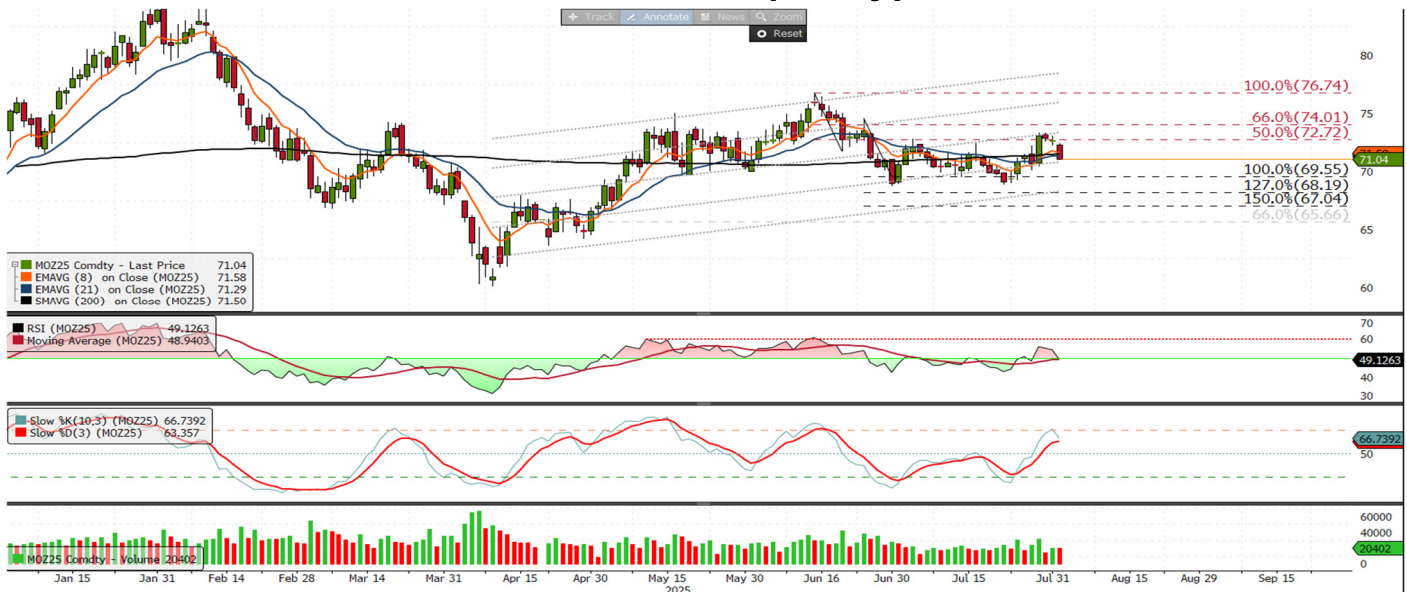 Track Annotate News Zoom
Reset
80
75
70
65
60
100.0%(76.74)
66.0%(74.01)
50.0%(72.72)
71.04
100.0%(69.55)
127.0%(68.19)
150.0%(67.04)
66.0%(65.66)
MOZ25 Comdty - Last Price 71.04
EMAVG (8) on Close (MOZ25) 71.58
EMAVG (21) on Close (MOZ25) 71.29
SMAVG (200) on Close (MOZ25) 71.50
RSI (MOZ25) 49.1263
Moving Average (MOZ25) 48.9403
70
60
49.1263
40
30
Slow %K(10,3) (MOZ25) 66.7392
Slow %D(3) (MOZ25) 63.357
66.7392
50
MOZ25 Comdty - Volume 20402
60000
40000
20402
0
Jan 15 Jan 31 Feb 14 Feb 28 Mar 14 Mar 31 Apr 15 Apr 30 May 15 May 30 Jun 16 Jun 30 Jul 15 Jul 31 Aug 15 Aug 29 Sep 15
2025